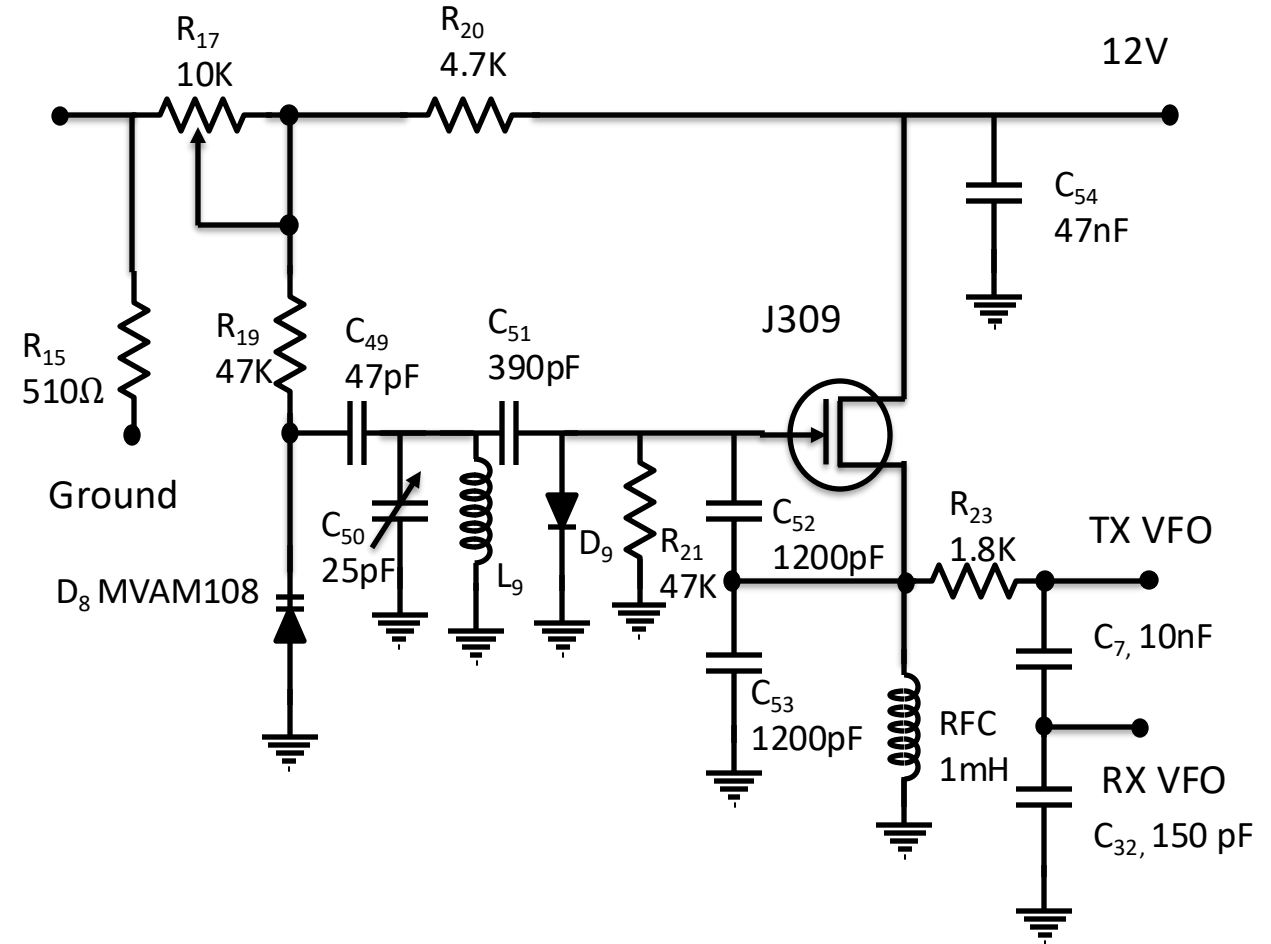 R17
10K
R20
4.7K
12V
C54
47nF
J309
R15
510Ω
R19
47K
C49
47pF
C51
390pF
Ground
C50
25pF
L9
D9
R21
47K
C52
1200pF
R23
1.8K
TX VFO
D8 MVAM108
C7, 10nF
C53
1200pF
RFC
1mH
RX VFO
C32, 150 pF